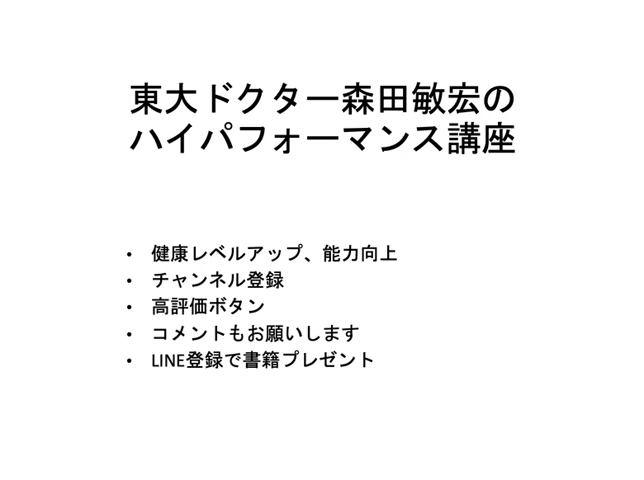 東大ドクター森田敏宏の
ハイパフォーマンス講座
• 健康レベルアップ、能力向上
• チャンネル登録
• 高評価ボタン
• コメントもお願いします
• LINE登録で書籍プレゼント